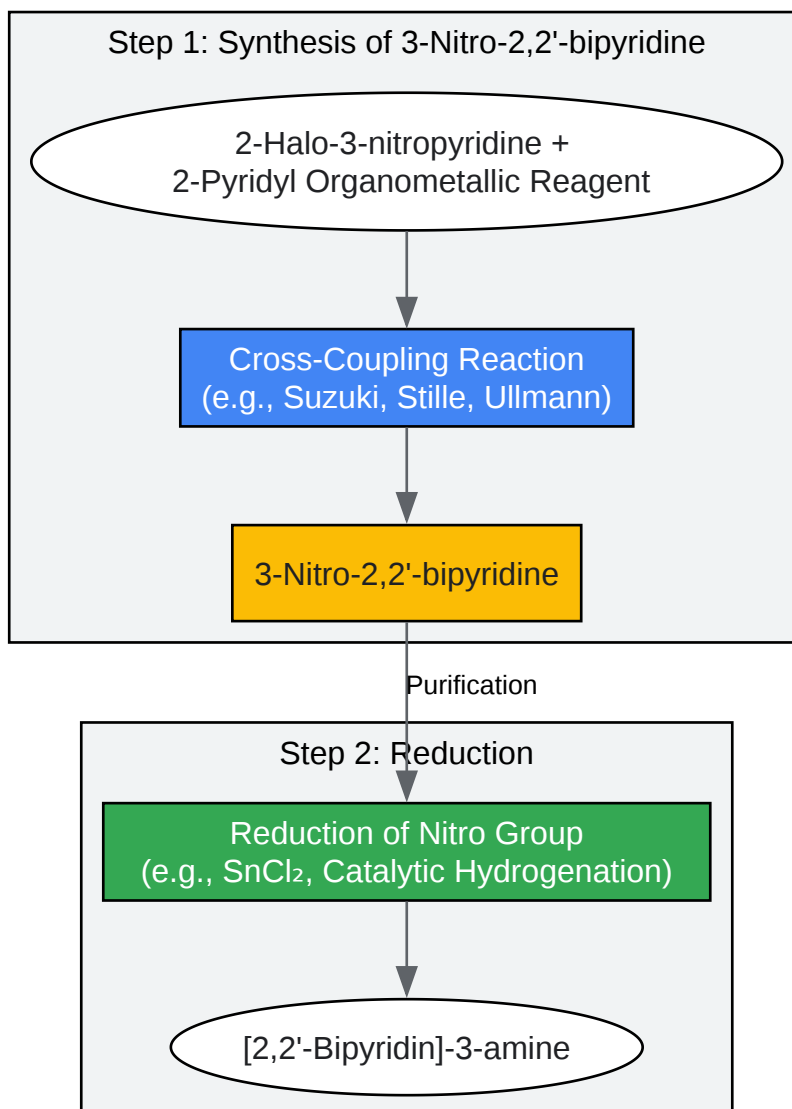 Step 1: Synthesis of 3-Nitro-2,2'-bipyridine
2-Halo-3-nitropyridine +
2-Pyridyl Organometallic Reagent
Cross-Coupling Reaction
(e.g., Suzuki, Stille, Ullmann)
3-Nitro-2,2'-bipyridine
Purification
Step 2: Reduction
Reduction of Nitro Group
(e.g., SnCl₂, Catalytic Hydrogenation)
[2,2'-Bipyridin]-3-amine